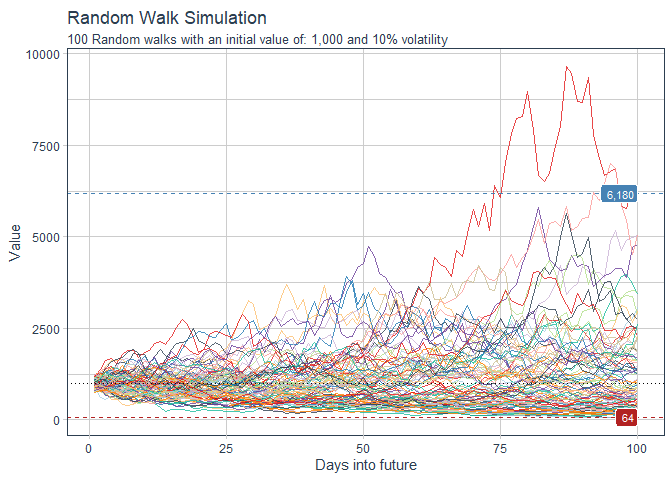 Random Walk Simulation
100 Random walks with an initial value of: 1,000 and 10% volatility
10000
7500
6,180
5000
Value
2500
0
64
0 25 50 75 100
Days into future